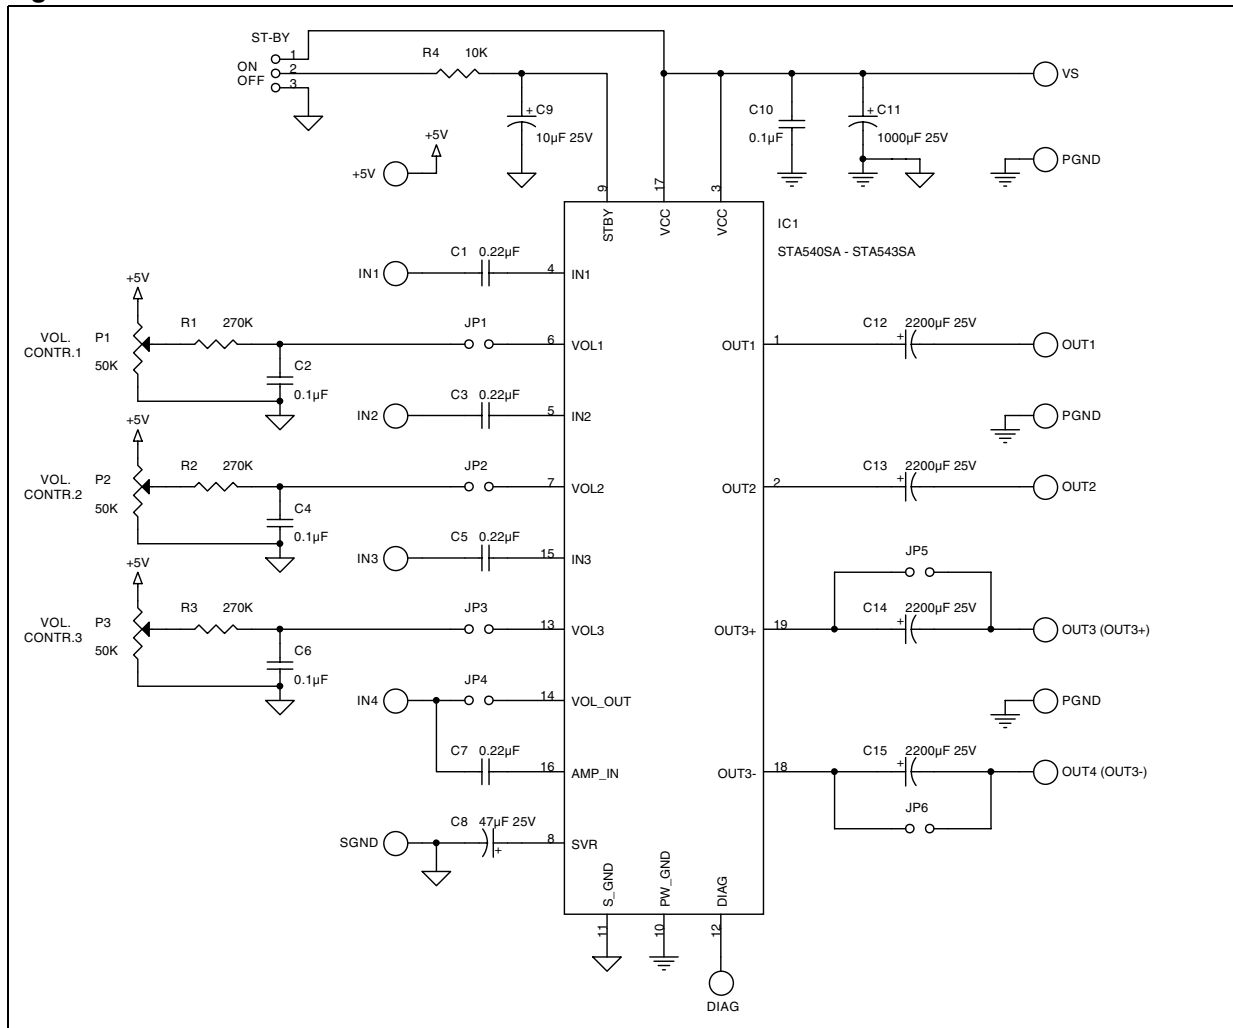 ST-BY
1
ON 2
OFF 3
R4 10K
C9
10µF 25V
+5V
+5V
C10
0.1µF
C11
1000µF 25V
VS
PGND
9
17
3
STBY
VCC
VCC
IC1
STA540SA - STA543SA
IN1
C1 0.22µF
4
IN1
+5V
VOL.
CONTR.1
P1
50K
R1 270K
C2
0.1µF
JP1
6
VOL1
IN2
C3 0.22µF
5
IN2
+5V
VOL.
CONTR.2
P2
50K
R2 270K
C4
0.1µF
JP2
7
VOL2
IN3
C5 0.22µF
15
IN3
+5V
VOL.
CONTR.3
P3
50K
R3 270K
C6
0.1µF
JP3
13
VOL3
IN4
JP4
14
VOL_OUT
C7 0.22µF
16
AMP_IN
SGND
C8 47µF 25V
8
SVR
OUT1
1
C12 2200µF 25V
OUT1
PGND
OUT2
2
C13 2200µF 25V
OUT2
JP5
OUT3+
19
C14 2200µF 25V
OUT3 (OUT3+)
PGND
OUT3-
18
C15 2200µF 25V
OUT4 (OUT3-)
JP6
S_GND
PW_GND
DIAG
11
10
12
DIAG